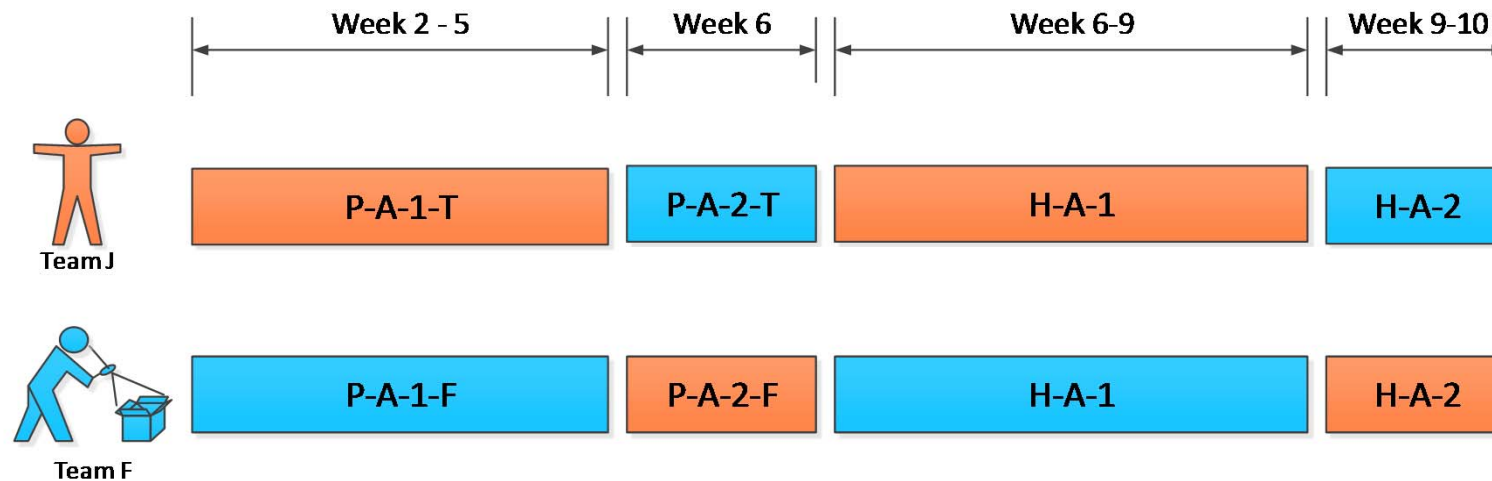 Week 2 - 5
Week 6
Week 6-9
Week 9-10
P-A-1-T
P-A-2-T
H-A-1
H-A-2
Team J
P-A-1-F
P-A-2-F
H-A-1
H-A-2
Team F